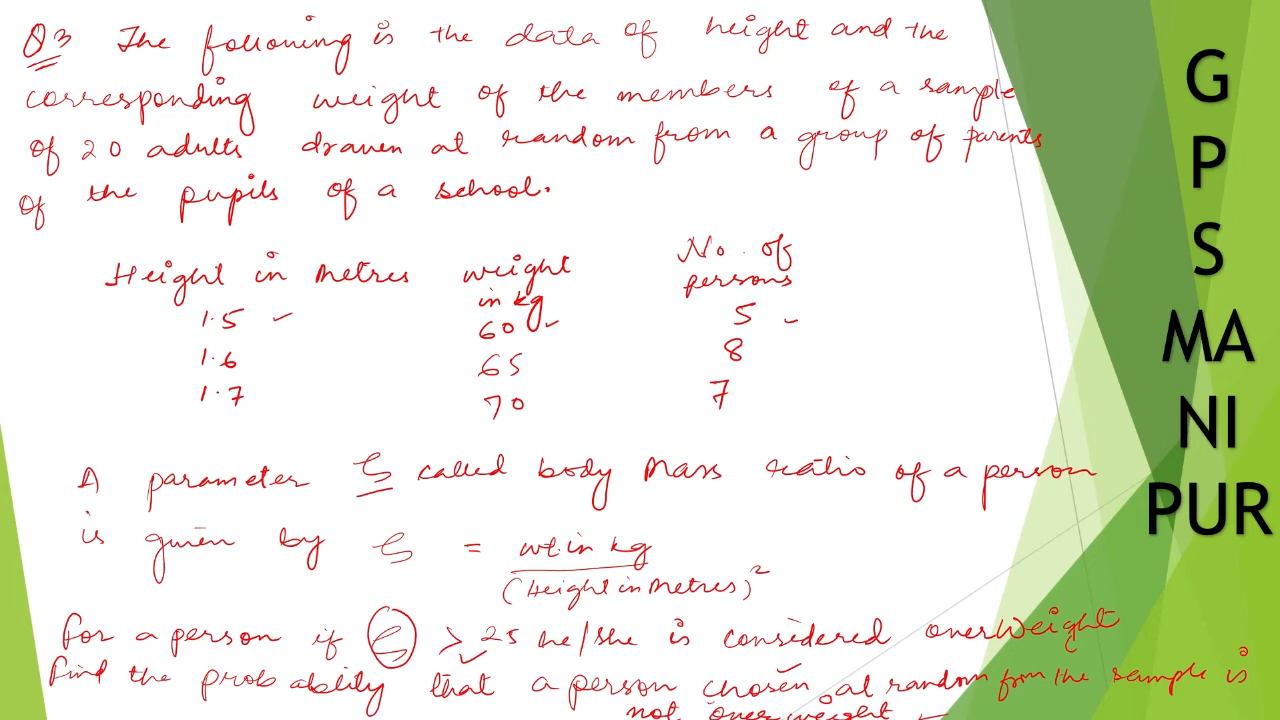 Q3 The following is the data of height and the
corresponding weight of the members of a sample
of 20 adults drawn at random from a group of parents
of the pupils of a school.
Height in Metres weight in kg No. of persons
1.5 60 5
1.6 65 8
1.7 70 7
A parameter ξ called body Mass ratio of a person
is given by ξ = wt. in kg / (Height in Metres)²
For a person if ξ > 25 he/she is considered overweight
Find the probability that a person chosen at random from the sample is
not overweight
G
P
S
MA
NI
PUR